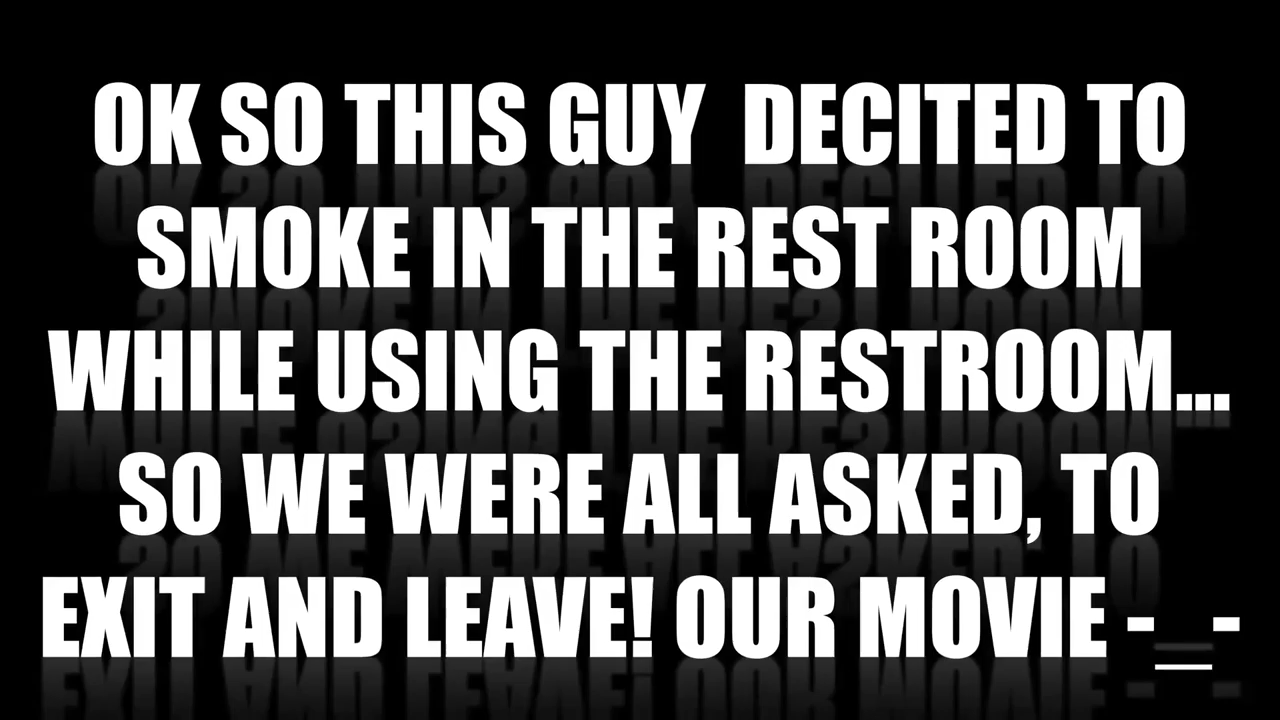 OK SO THIS GUY  DECITED TO
SMOKE IN THE REST ROOM
WHILE USING THE RESTROOM...
SO WE WERE ALL ASKED, TO
EXIT AND LEAVE! OUR MOVIE -__-